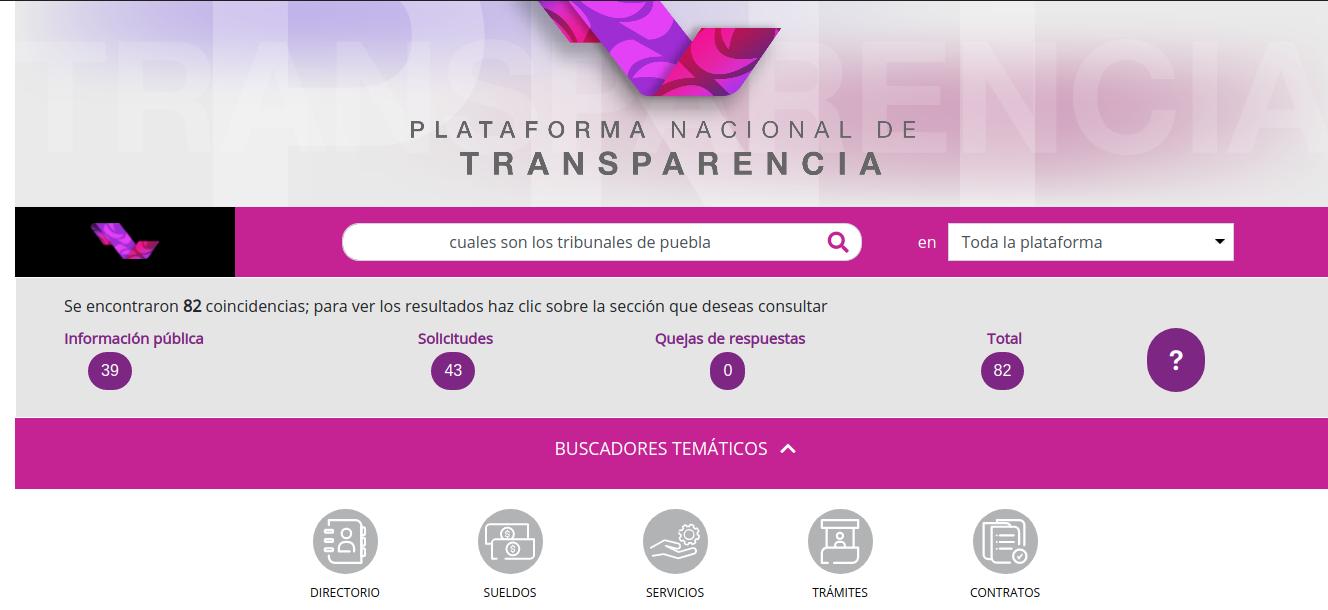 TRANSPARENCIA
PLATAFORMA NACIONAL DE
TRANSPARENCIA
cuales son los tribunales de puebla
en
Toda la plataforma
Se encontraron 82 coincidencias; para ver los resultados haz clic sobre la sección que deseas consultar
Información pública
Solicitudes
Quejas de respuestas
Total
39
43
0
82
?
BUSCADORES TEMÁTICOS
DIRECTORIO
SUELDOS
SERVICIOS
TRÁMITES
CONTRATOS